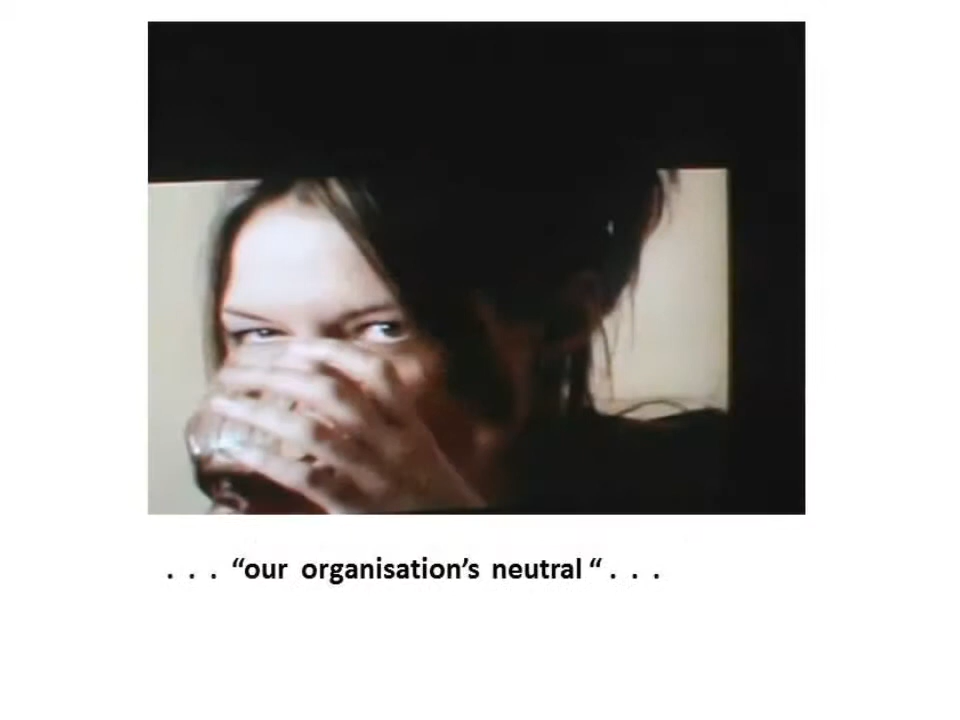 . . . “our organisation’s neutral “ . . .